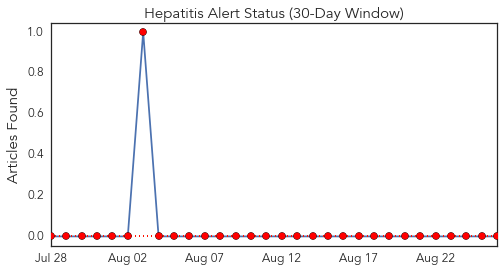 Hepatitis Alert Status (30-Day Window)
Articles Found
1.0
0.8
0.6
0.4
0.2
0.0
Jul 28 Aug 02 Aug 07 Aug 12 Aug 17 Aug 22